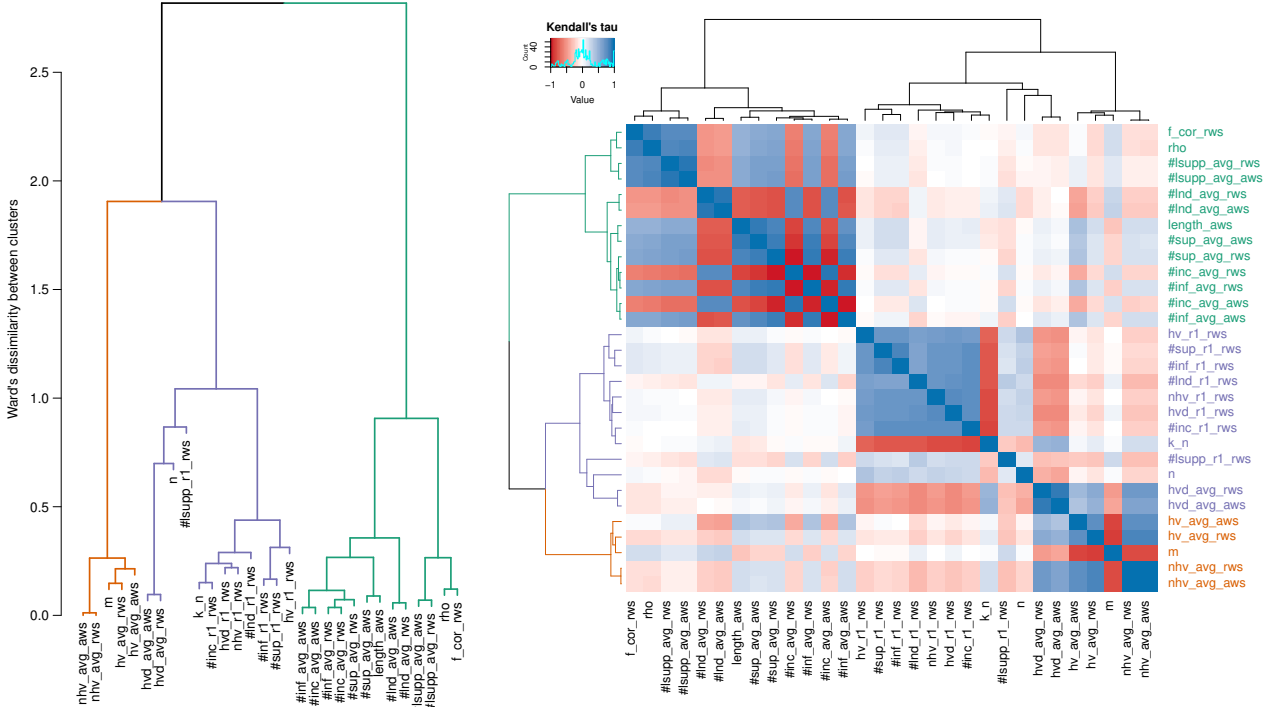 Ward's dissimilarity between clusters
2.5
2.0
1.5
1.0
0.5
0.0
nhv_avg_aws
nhv_avg_rws
m
hv_avg_rws
hv_avg_aws
hvd_avg_aws
hvd_avg_rws
n
#lsupp_r1_rws
k_n
#inc_r1_rws
hvd_r1_rws
nhv_r1_rws
#lnd_r1_rws
#inf_r1_rws
#sup_r1_rws
hv_r1_rws
#inf_avg_aws
#inc_avg_aws
#inf_avg_rws
#inc_avg_rws
#sup_avg_rws
#sup_avg_aws
length_aws
#lnd_avg_aws
#lnd_avg_rws
lsupp_avg_aws
#lsupp_avg_rws
rho
f_cor_rws
Kendall's tau
Count
0 40
−1 0 1
Value
f_cor_rws
rho
#lsupp_avg_rws
#lsupp_avg_aws
#lnd_avg_rws
#lnd_avg_aws
length_aws
#sup_avg_aws
#sup_avg_rws
#inc_avg_rws
#inf_avg_rws
#inc_avg_aws
#inf_avg_aws
hv_r1_rws
#sup_r1_rws
#inf_r1_rws
#lnd_r1_rws
nhv_r1_rws
hvd_r1_rws
#inc_r1_rws
k_n
#lsupp_r1_rws
n
hvd_avg_rws
hvd_avg_aws
hv_avg_aws
hv_avg_rws
m
nhv_avg_rws
nhv_avg_aws
f_cor_rws
rho
#lsupp_avg_rws
#lsupp_avg_aws
#lnd_avg_rws
#lnd_avg_aws
length_aws
#sup_avg_aws
#sup_avg_rws
#inc_avg_rws
#inf_avg_rws
#inc_avg_aws
#inf_avg_aws
hv_r1_rws
#sup_r1_rws
#inf_r1_rws
#lnd_r1_rws
nhv_r1_rws
hvd_r1_rws
#inc_r1_rws
k_n
#lsupp_r1_rws
n
hvd_avg_rws
hvd_avg_aws
hv_avg_aws
hv_avg_rws
m
nhv_avg_rws
nhv_avg_aws